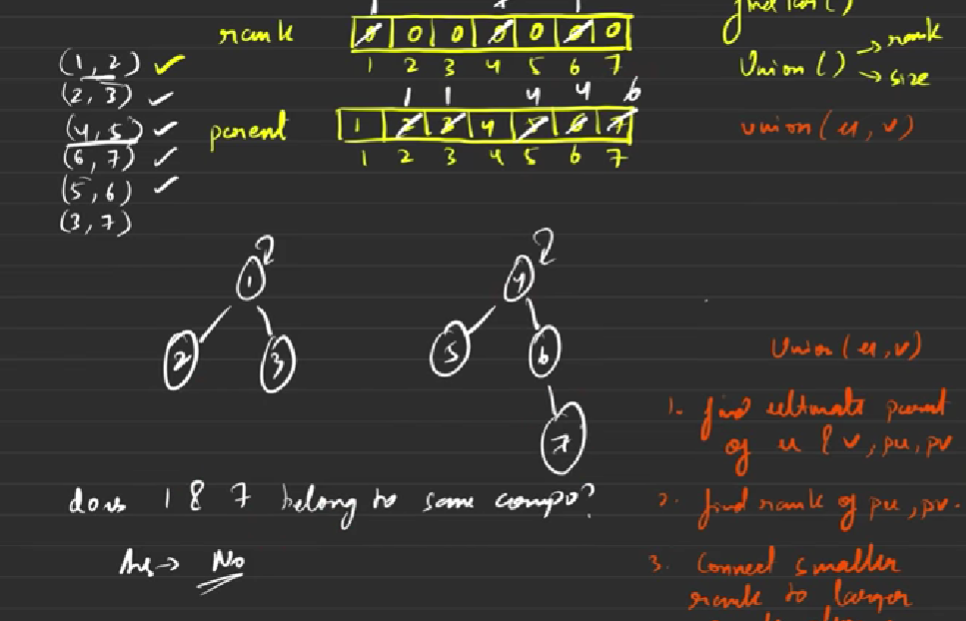 findPar()
rank 0 0 0 0 0 0 0
1 2 3 4 5 6 7
Union() → rank
→ size
(1, 2) ✓
(2, 3) ✓
(4, 5) ✓
(6, 7) ✓
(5, 6) ✓
(3, 7)
1 1 4 4 6
parent 1 2 3 4 5 6 7
1 2 3 4 5 6 7
union(u, v)
1
2 3
4
5 6
7
Union(u, v)
1. find ultimate parent
of u & v, pu, pv
2. find rank of pu, pv.
3. Connect smaller
rank to larger
does 1 & 7 belong to same compo?
Ans → No